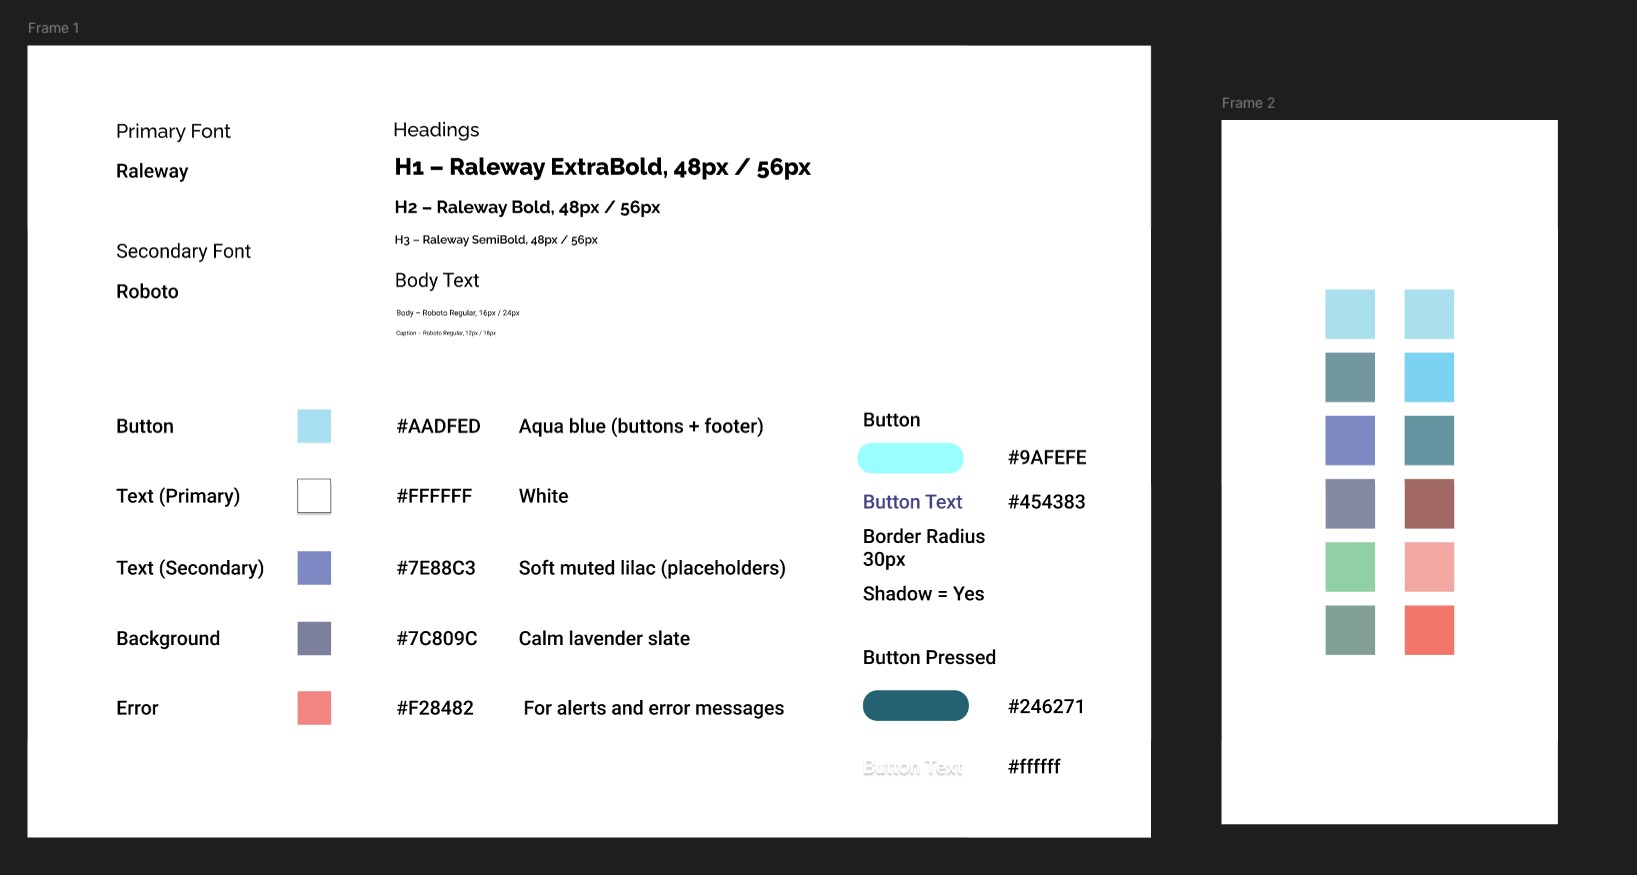 Frame 1
Frame 2
Primary Font
Raleway
Secondary Font
Roboto
Headings
H1 – Raleway ExtraBold, 48px / 56px
H2 – Raleway Bold, 48px / 56px
H3 – Raleway SemiBold, 48px / 56px
Body Text
Body – Roboto Regular, 16px / 24px
Caption – Roboto Regular, 12px / 18px
Button #AADFED Aqua blue (buttons + footer)
Text (Primary) #FFFFFF White
Text (Secondary) #7E88C3 Soft muted lilac (placeholders)
Background #7C809C Calm lavender slate
Error #F28482 For alerts and error messages
Button
#9AFEFE
Button Text #454383
Border Radius
30px
Shadow = Yes
Button Pressed
#246271
Button Text #ffffff